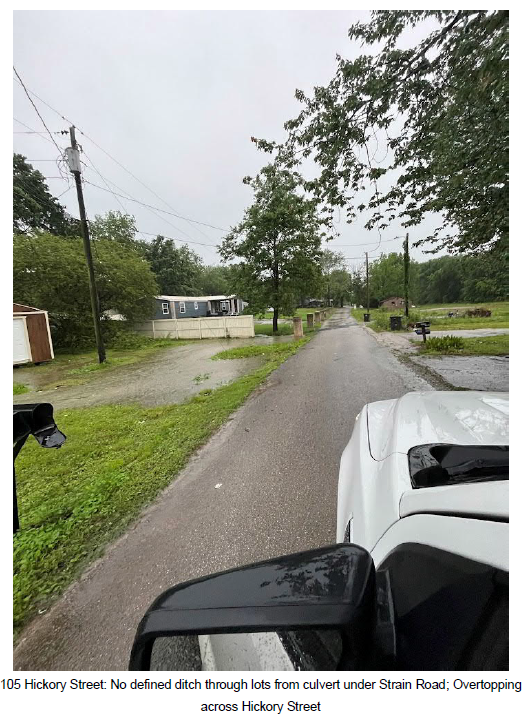 105 Hickory Street: No defined ditch through lots from culvert under Strain Road; Overtopping
across Hickory Street